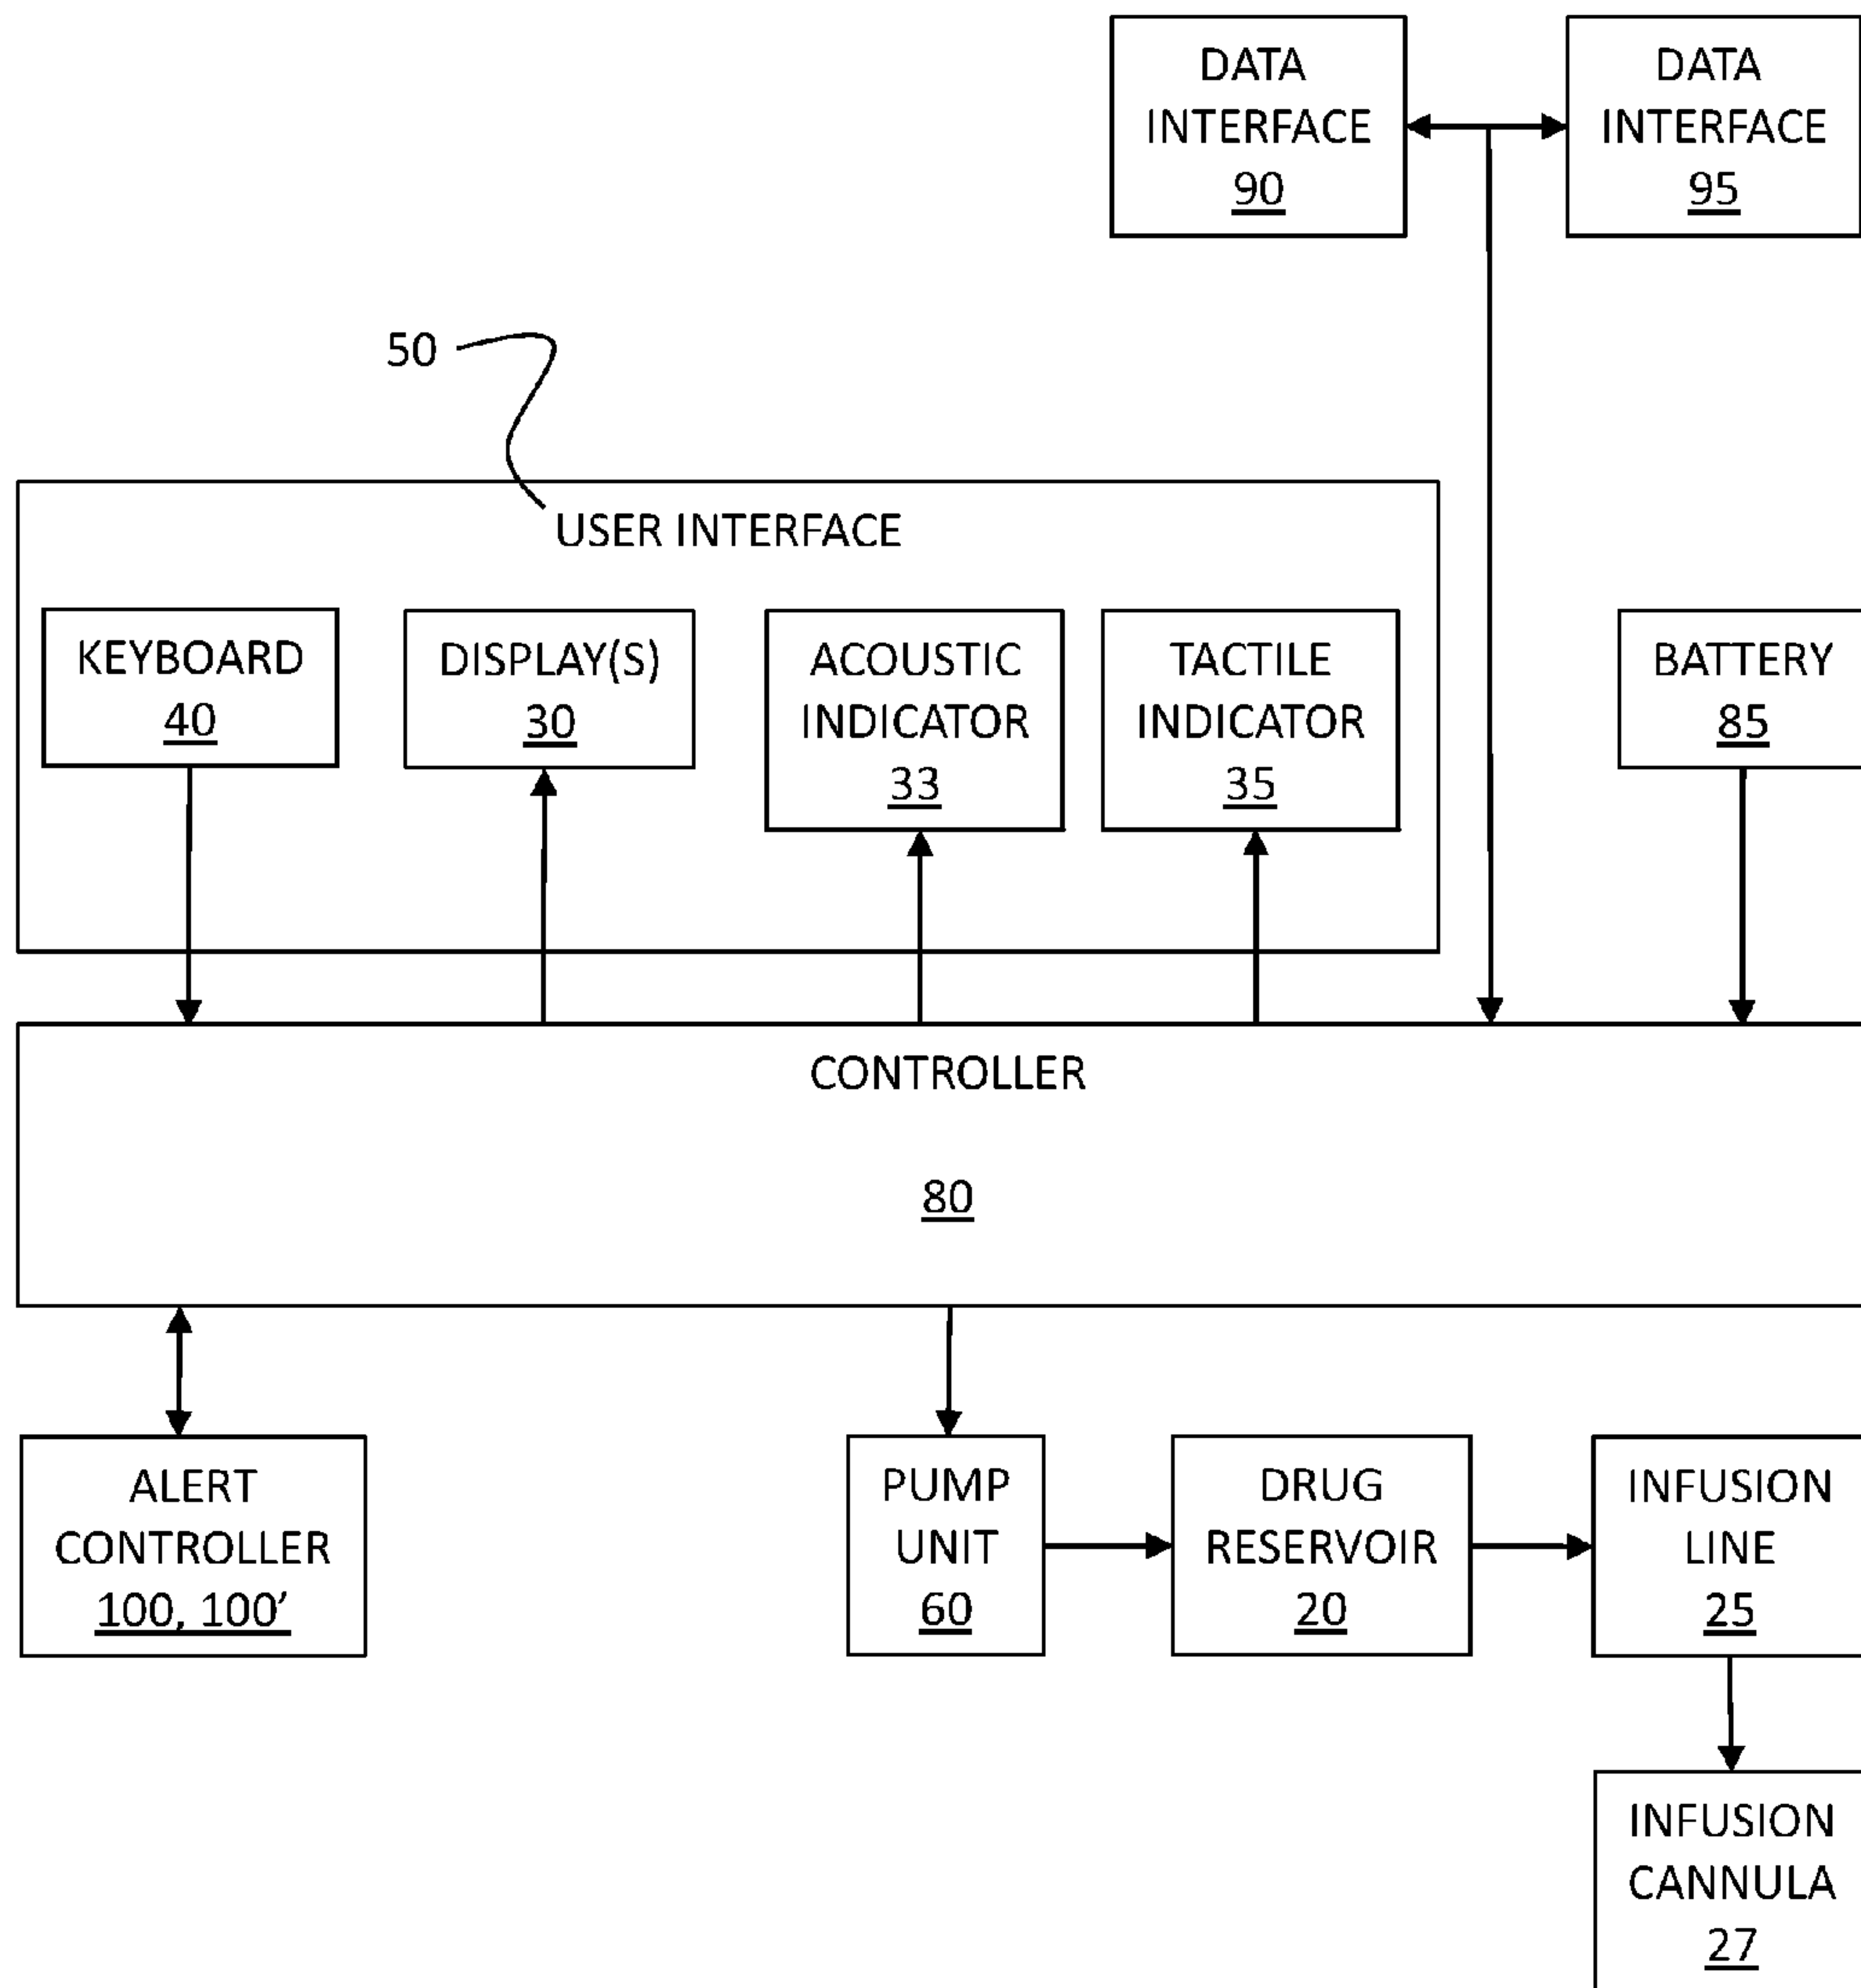 DATA
INTERFACE
90
DATA
INTERFACE
95
50
USER INTERFACE
KEYBOARD
40
DISPLAY(S)
30
ACOUSTIC
INDICATOR
33
TACTILE
INDICATOR
35
BATTERY
85
CONTROLLER
80
ALERT
CONTROLLER
100, 100’
PUMP
UNIT
60
DRUG
RESERVOIR
20
INFUSION
LINE
25
INFUSION
CANNULA
27